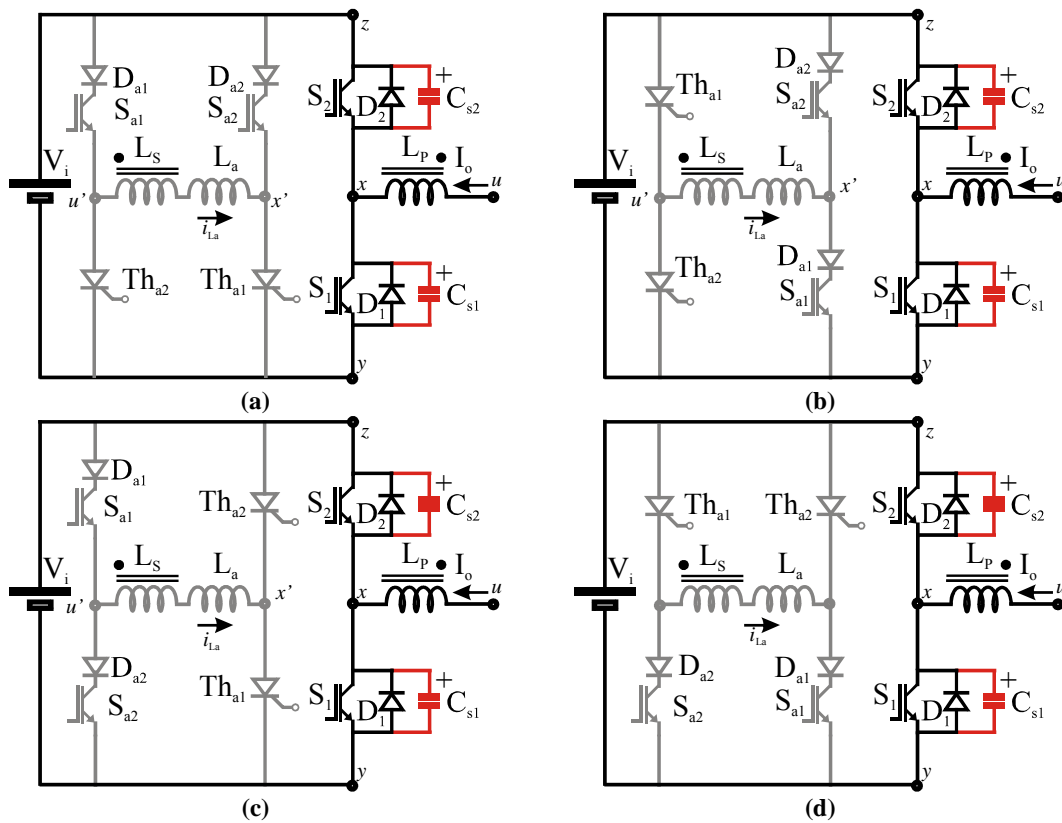 z
D_a1
D_a2
S_a1
S_a2
S_2
D_2
+
C_s2
V_i
L_S
L_a
L_P
I_o
u'
x'
x
u
i_La
Th_a2
Th_a1
S_1
D_1
+
C_s1
y
(a)
z
Th_a1
D_a2
S_a2
S_2
D_2
+
C_s2
V_i
L_S
L_a
L_P
I_o
u'
x'
x
u
i_La
Th_a2
D_a1
S_a1
S_1
D_1
+
C_s1
y
(b)
z
D_a1
S_a1
Th_a2
S_2
D_2
+
C_s2
V_i
L_S
L_a
L_P
I_o
u'
x'
x
u
i_La
D_a2
S_a2
Th_a1
S_1
D_1
+
C_s1
y
(c)
z
Th_a1
Th_a2
S_2
D_2
+
C_s2
V_i
L_S
L_a
L_P
I_o
u'
x'
x
u
i_La
D_a2
S_a2
D_a1
S_a1
S_1
D_1
+
C_s1
y
(d)